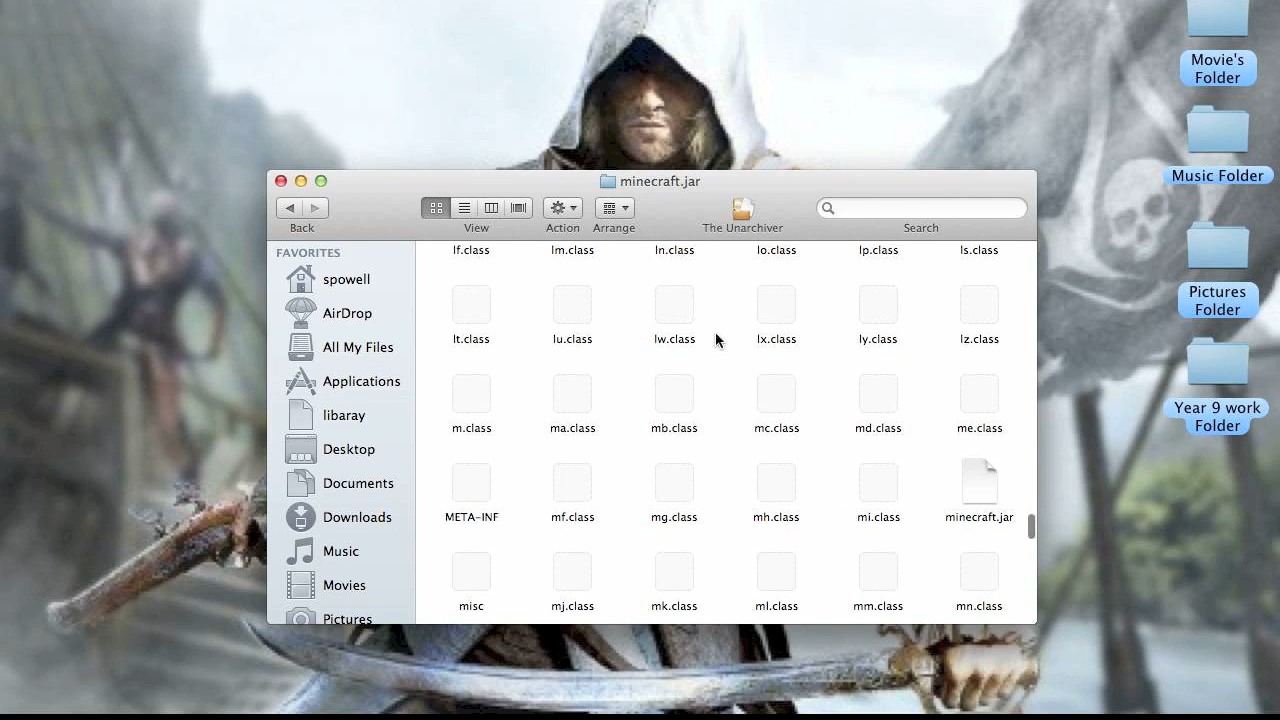 Movie's
Folder
Music Folder
Pictures
Folder
Year 9 work
Folder
minecraft.jar
Back
View
Action
Arrange
The Unarchiver
Search
FAVORITES
spowell
AirDrop
All My Files
Applications
libaray
Desktop
Documents
Downloads
Music
Movies
Pictures
lf.class lm.class ln.class lo.class lp.class ls.class
lt.class lu.class lw.class lx.class ly.class lz.class
m.class ma.class mb.class mc.class md.class me.class
META-INF mf.class mg.class mh.class mi.class minecraft.jar
misc mj.class mk.class ml.class mm.class mn.class